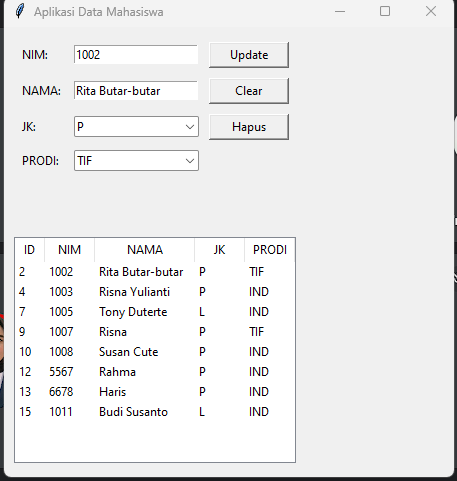 Aplikasi Data Mahasiswa
NIM: 1002 Update
NAMA: Rita Butar-butar Clear
JK: P Hapus
PRODI: TIF
ID NIM NAMA JK PRODI
2 1002 Rita Butar-butar P TIF
4 1003 Risna Yulianti P IND
7 1005 Tony Duterte L IND
9 1007 Risna P TIF
10 1008 Susan Cute P IND
12 5567 Rahma P IND
13 6678 Haris P IND
15 1011 Budi Susanto L IND